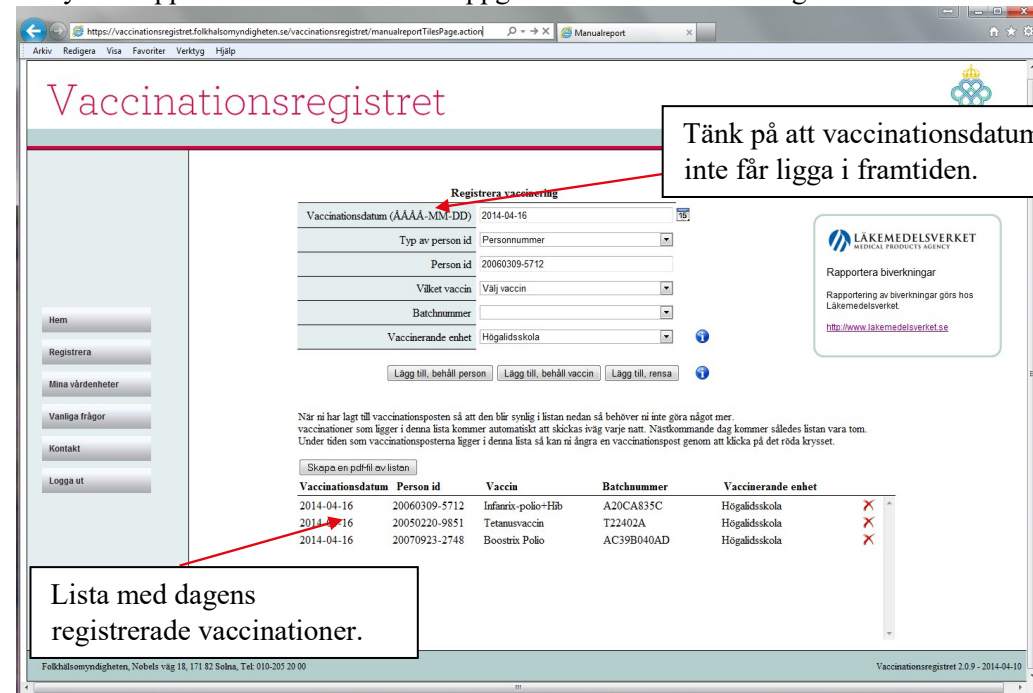 https://vaccinationsregistret.folkhalsomyndigheten.se/vaccinationsregistret/manualreportTilesPage.action
Manualreport
Arkiv Redigera Visa Favoriter Verktyg Hjälp
Vaccinationsregistret
Tänk på att vaccinationsdatum
inte får ligga i framtiden.
Registrera vaccinering
Vaccinationsdatum (ÅÅÅÅ-MM-DD) 2014-04-16 15
Typ av person id Personnummer
Person id 20060309-5712
Vilket vaccin Välj vaccin
Batchnummer
Vaccinerande enhet Högalidsskola
Lägg till, behåll person Lägg till, behåll vaccin Lägg till, rensa
LÄKEMEDELSVERKET
MEDICAL PRODUCTS AGENCY
Rapportera biverkningar
Rapportering av biverkningar görs hos
Läkemedelsverket.
http://www.lakemedelsverket.se
Hem
Registrera
Mina vårdenheter
Vanliga frågor
Kontakt
Logga ut
När ni har lagt till vaccinationsposten så att den blir synlig i listan nedan så behöver ni inte göra något mer.
vaccinationer som ligger i denna lista kommer automatiskt att skickas iväg varje natt. Nästkommande dag kommer således listan vara tom.
Under tiden som vaccinationsposterna ligger i denna lista så kan ni ångra en vaccinationspost genom att klicka på det röda krysset.
Skapa en pdf-fil av listan
Vaccinationsdatum Person id Vaccin Batchnummer Vaccinerande enhet
2014-04-16 20060309-5712 Infanrix-polio+Hib A20CA835C Högalidsskola
2014-04-16 20050220-9851 Tetanusvaccin T22402A Högalidsskola
2014-04-16 20070923-2748 Boostrix Polio AC39B040AD Högalidsskola
Lista med dagens
registrerade vaccinationer.
Folkhälsomyndigheten, Nobels väg 18, 171 82 Solna, Tel: 010-205 20 00
Vaccinationsregistret 2.0.9 - 2014-04-10